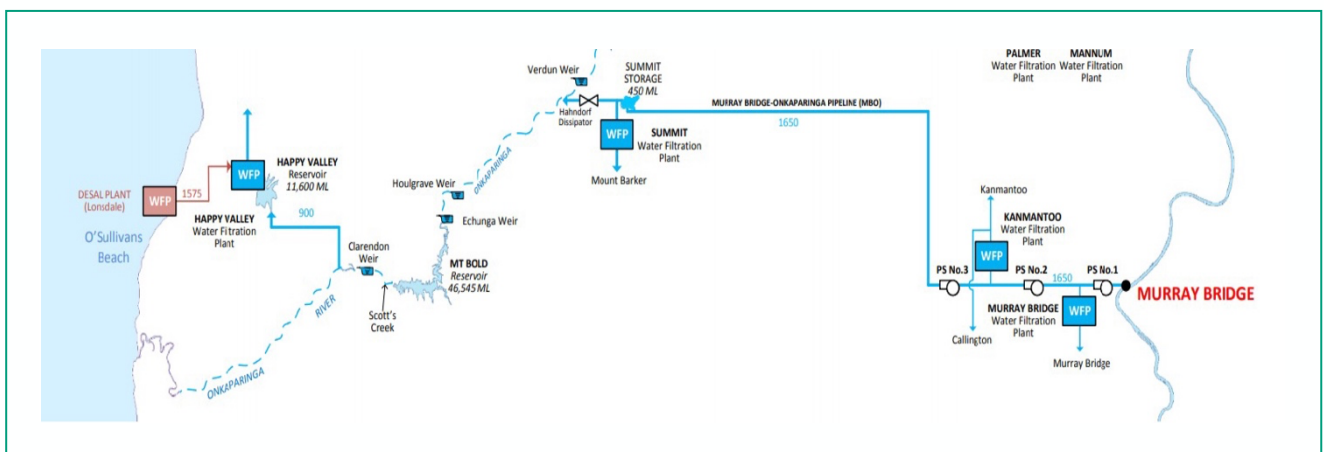 PALMER
Water Filtration
Plant
MANNUM
Water Filtration
Plant
Verdun Weir
SUMMIT
STORAGE
450 ML
Hahndorf
Dissipator
MURRAY BRIDGE-ONKAPARINGA PIPELINE (MBO)
1650
WFP
SUMMIT
Water Filtration
Plant
Mount Barker
ONKAPARINGA
HAPPY VALLEY
Reservoir
11,600 ML
WFP
DESAL PLANT
(Lonsdale)
WFP
1575
HAPPY VALLEY
Water Filtration
Plant
900
O'Sullivans
Beach
Houlgrave Weir
Echunga Weir
Clarendon
Weir
MT BOLD
Reservoir
46,545 ML
Scott's
Creek
RIVER
ONKAPARINGA
Kanmantoo
KANMANTOO
Water Filtration
Plant
WFP
PS No.3
PS No.2
PS No.1
1650
MURRAY BRIDGE
MURRAY BRIDGE
Water Filtration
Plant
WFP
Callington
Murray Bridge